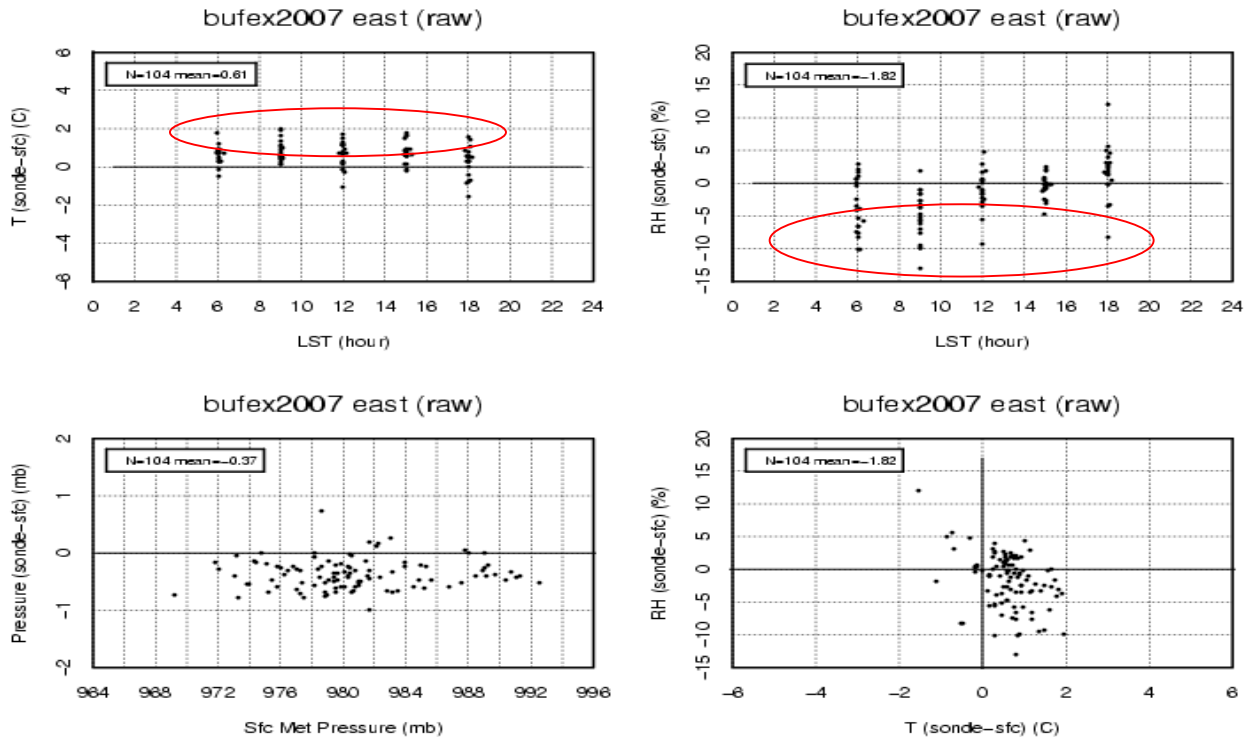 bufex2007 east (raw)
N=104 mean=0.61
T (sonde-sfc) (C)
6
4
2
0
-2
-4
-6
0 2 4 6 8 10 12 14 16 18 20 22 24
LST (hour)
bufex2007 east (raw)
N=104 mean=-1.82
RH (sonde-sfc) (%)
20
15
10
5
0
-5
-10
-15
0 2 4 6 8 10 12 14 16 18 20 22 24
LST (hour)
bufex2007 east (raw)
N=104 mean=-0.37
Pressure (sonde-sfc) (mb)
2
1
0
-1
-2
964 968 972 976 980 984 988 992 996
Sfc Met Pressure (mb)
bufex2007 east (raw)
N=104 mean=-1.82
RH (sonde-sfc) (%)
20
15
10
5
0
-5
-10
-15
-6 -4 -2 0 2 4 6
T (sonde-sfc) (C)